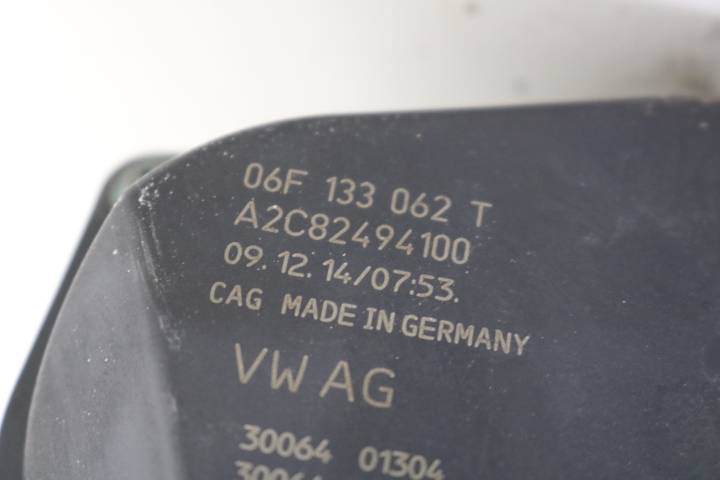 06F 133 062 T
A2C82494100
09.12.14/07:53.
CAG MADE IN GERMANY
VW AG
30064 01304